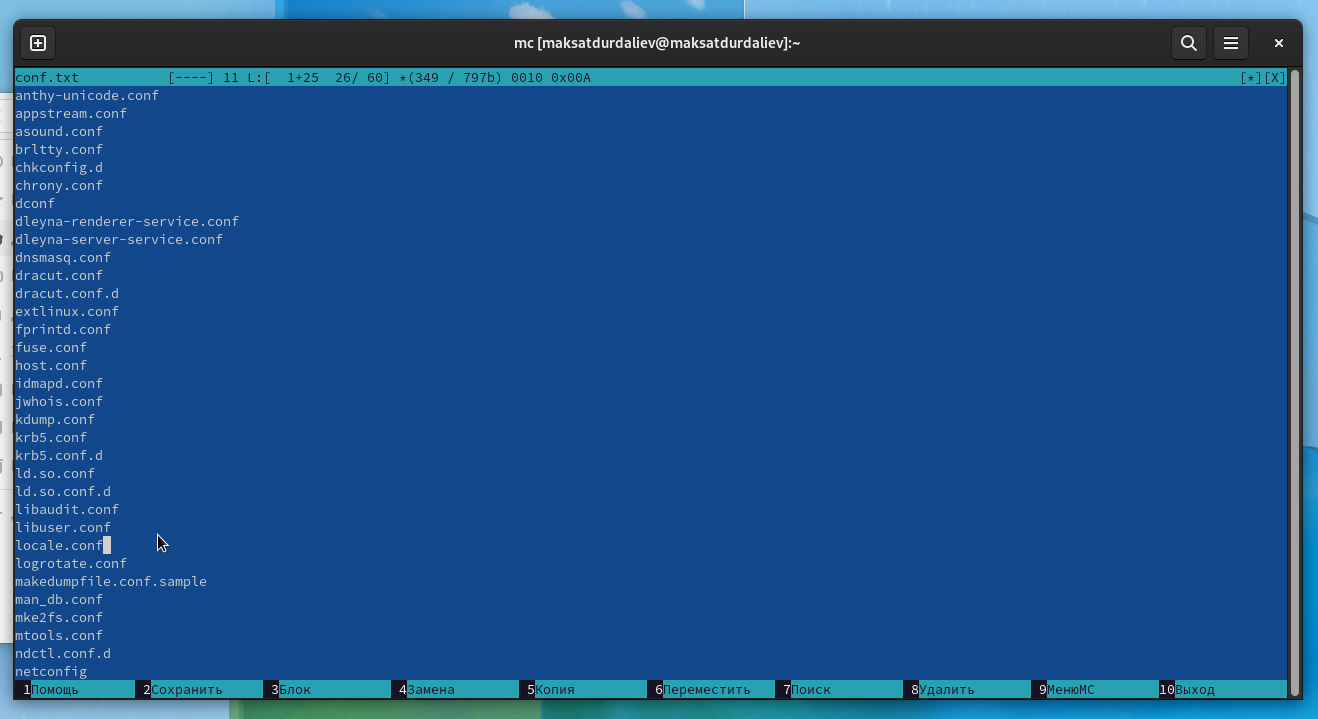 mc [maksatdurdaliev@maksatdurdaliev]:~
conf.txt [----] 11 L:[ 1+25 26/ 60] *(349 / 797b) 0010 0x00A [*][X]
anthy-unicode.conf
appstream.conf
asound.conf
brltty.conf
chkconfig.d
chrony.conf
dconf
dleyna-renderer-service.conf
dleyna-server-service.conf
dnsmasq.conf
dracut.conf
dracut.conf.d
extlinux.conf
fprintd.conf
fuse.conf
host.conf
idmapd.conf
jwhois.conf
kdump.conf
krb5.conf
krb5.conf.d
ld.so.conf
ld.so.conf.d
libaudit.conf
libuser.conf
locale.conf
logrotate.conf
makedumpfile.conf.sample
man_db.conf
mke2fs.conf
mtools.conf
ndctl.conf.d
netconfig
1Помощь 2Сохранить 3Блок 4Замена 5Копия 6Переместить 7Поиск 8Удалить 9МенюMC 10Выход